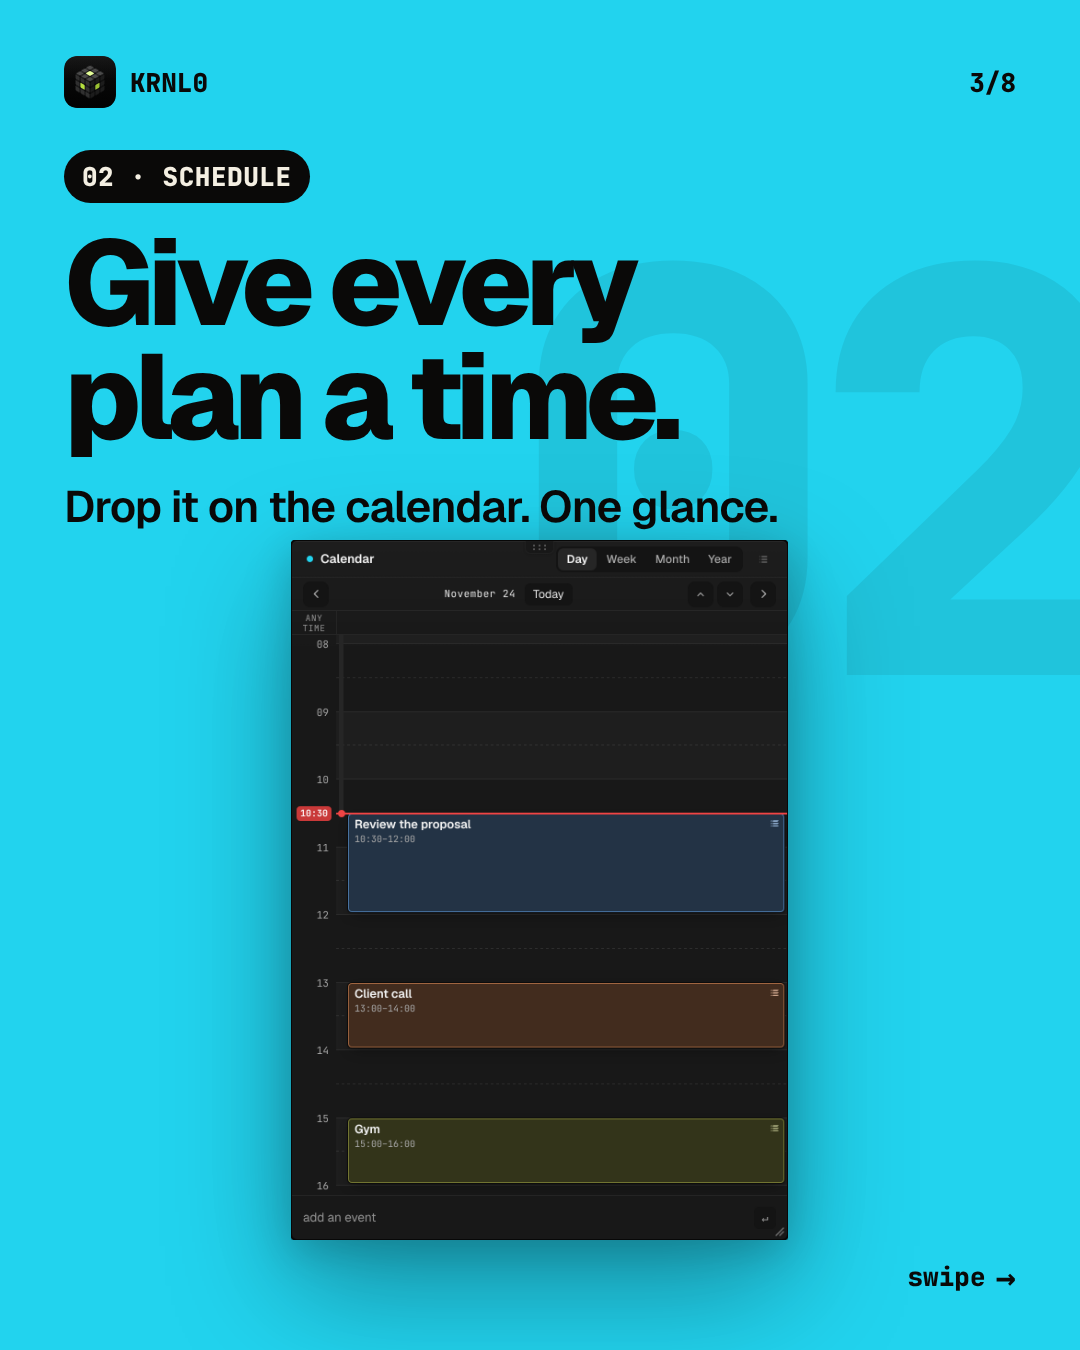 KRNL0
3/8
02 · SCHEDULE
02
Give every
plan a time.
Drop it on the calendar. One glance.
Calendar
Day Week Month Year
November 24 Today
ANY
TIME
08
09
10
10:30
Review the proposal
10:30–12:00
11
12
13
Client call
13:00–14:00
14
15
Gym
15:00–16:00
16
add an event
swipe →